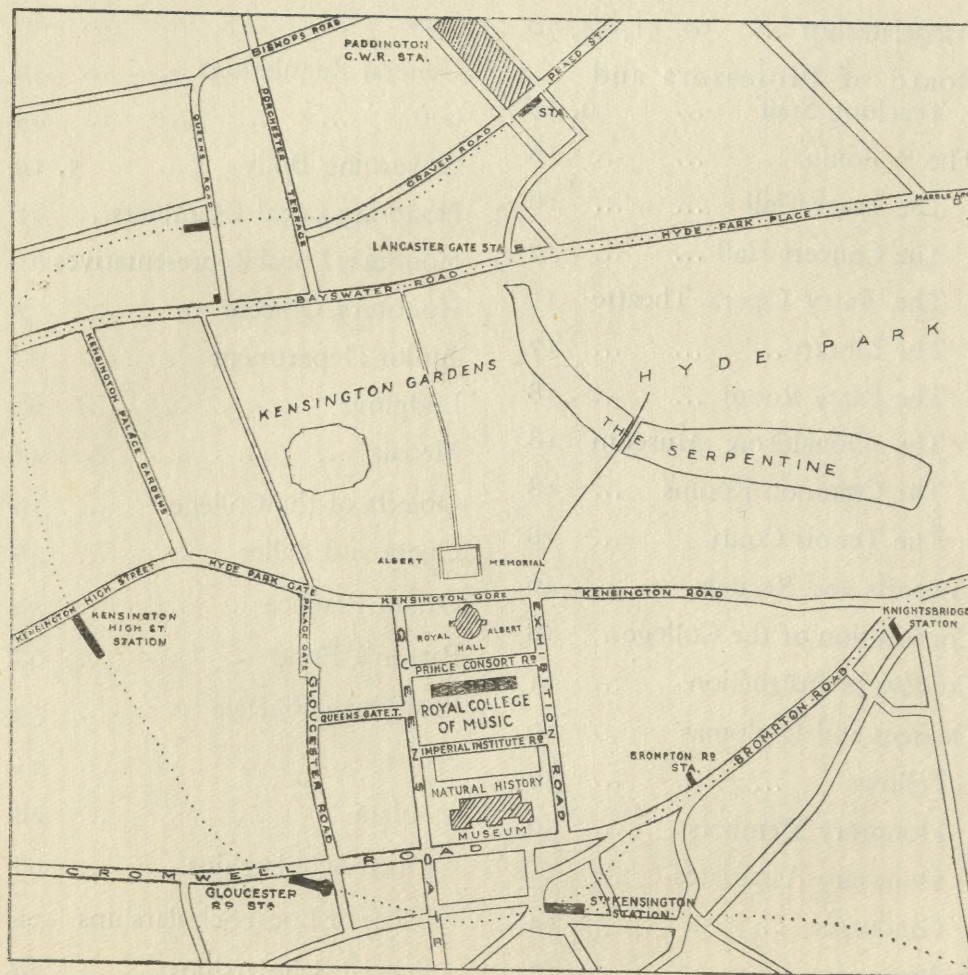 BISHOPS ROAD
PADDINGTON
G.W.R. STA.
PRAED ST.
STA.
QUEENS ROAD
PORCHESTER
TERRACE
CRAVEN ROAD
MARBLE
LANCASTER GATE STA
HYDE PARK PLACE
BAYSWATER ROAD
KENSINGTON PALACE GARDENS
KENSINGTON GARDENS
HYDE PARK
THE SERPENTINE
ALBERT MEMORIAL
KENSINGTON HIGH STREET
HYDE PARK GATE
KENSINGTON GORE
KENSINGTON ROAD
KENSINGTON
HIGH ST.
STATION
PALACE GATE
ROYAL ALBERT
HALL
KNIGHTSBRIDGE
STATION
PRINCE CONSORT RD
ROYAL COLLEGE
OF MUSIC
QUEENS GATE T.
GLOUCESTER ROAD
QUEENS GATE
EXHIBITION ROAD
IMPERIAL INSTITUTE RD
BROMPTON ROAD
BROMPTON RD
STA.
NATURAL HISTORY
MUSEUM
CROMWELL ROAD
GLOUCESTER
RD STA
STH KENSINGTON
STATION